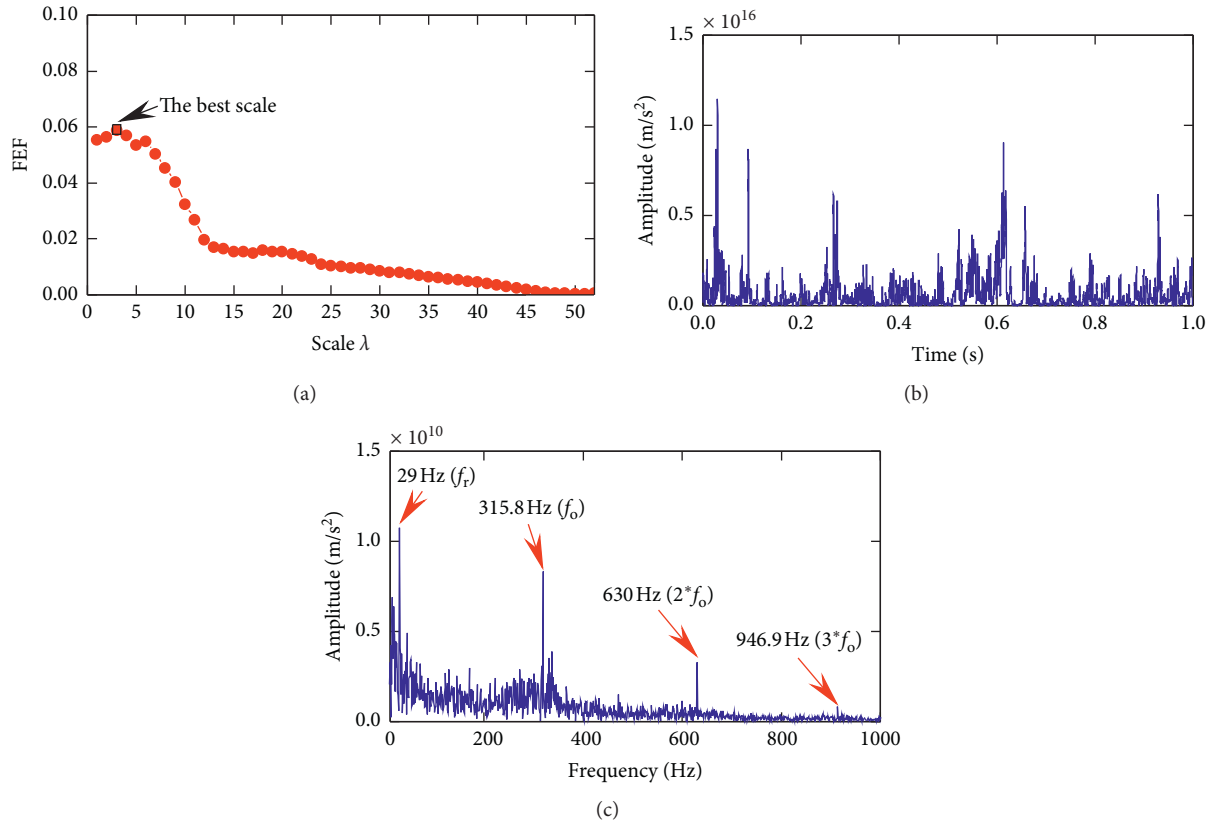 0.10
0.08
0.06
0.04
0.02
0.00
FEF
The best scale
0 5 10 15 20 25 30 35 40 45 50
Scale λ
(a)
× 10¹⁶
1.5
1.0
0.5
0.0
Amplitude (m/s²)
0.0 0.2 0.4 0.6 0.8 1.0
Time (s)
(b)
× 10¹⁰
1.5
1.0
0.5
0.0
Amplitude (m/s²)
29 Hz (fr)
315.8 Hz (fo)
630 Hz (2*fo)
946.9 Hz (3*fo)
0 200 400 600 800 1000
Frequency (Hz)
(c)